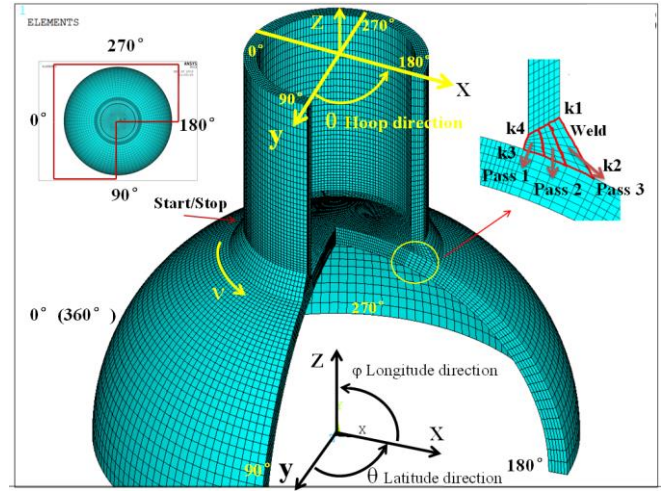 1
ELEMENTS
270°
0°
180°
90°
Z
270°
0°
180°
X
90°
y
θ Hoop direction
k1
k4
Weld
k3
k2
Pass 1
Pass 2
Pass 3
Start/Stop
V
0° (360°)
270°
Z
φ Longitude direction
X
X
y
θ Latitude direction
90°
180°